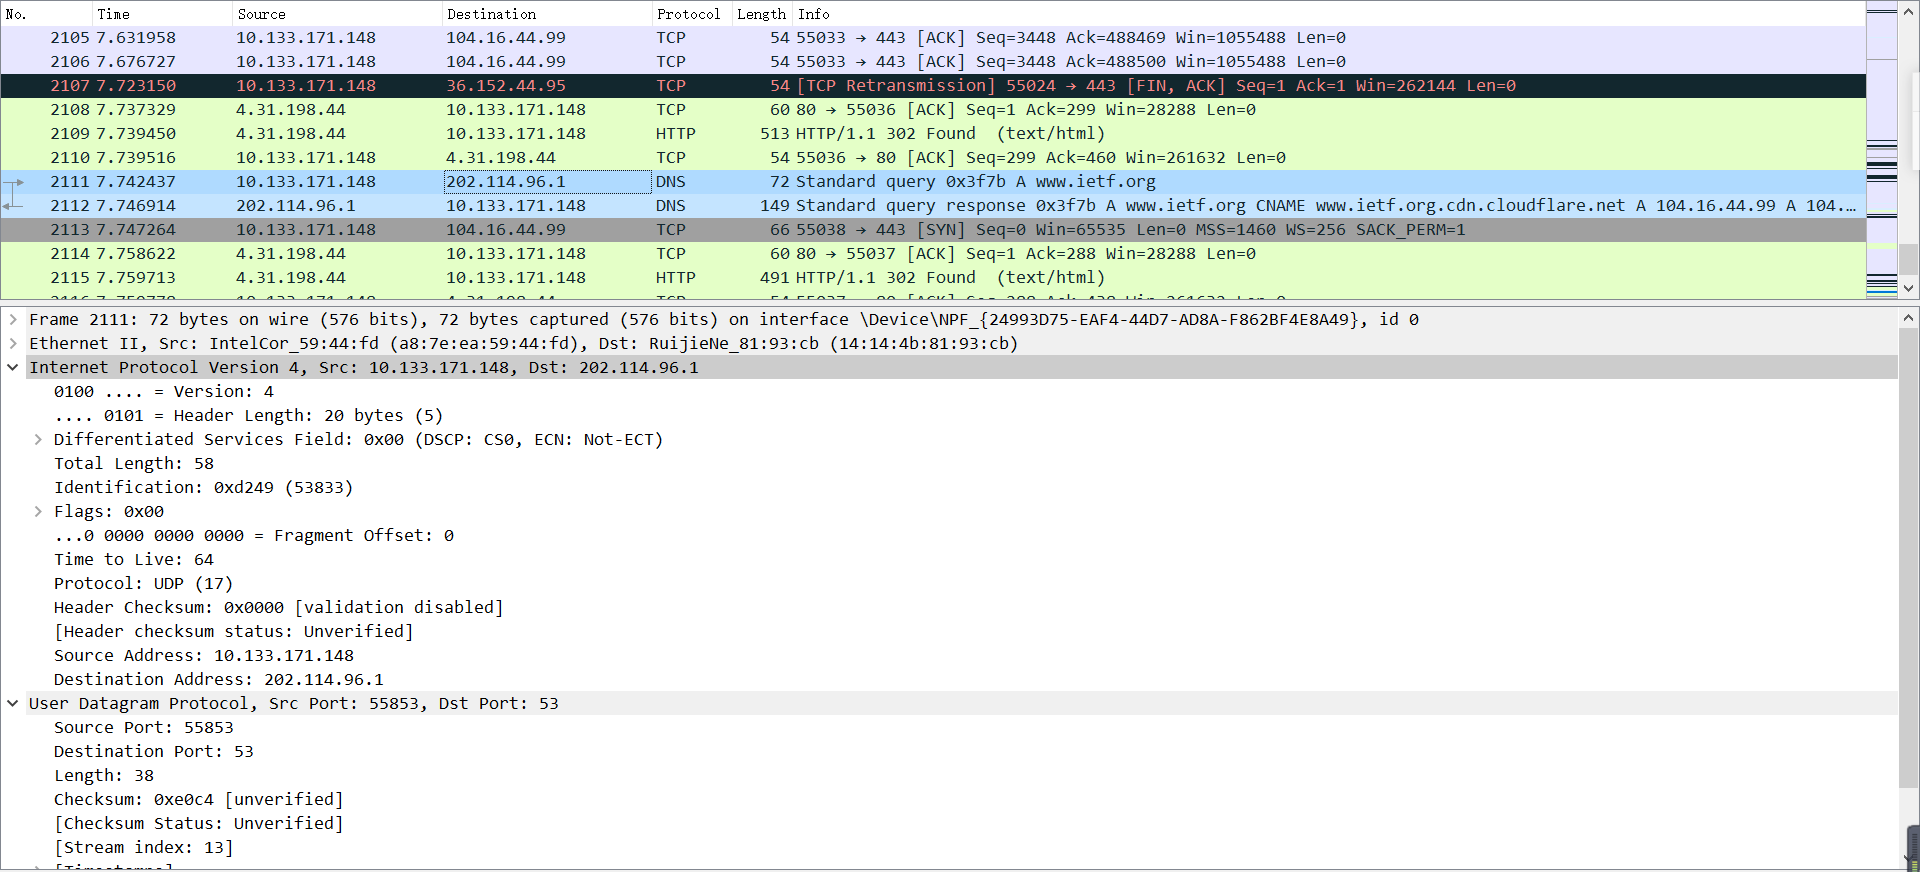 No. Time Source Destination Protocol Length Info
2105 7.631958 10.133.171.148 104.16.44.99 TCP 54 55033 → 443 [ACK] Seq=3448 Ack=488469 Win=1055488 Len=0
2106 7.676727 10.133.171.148 104.16.44.99 TCP 54 55033 → 443 [ACK] Seq=3448 Ack=488500 Win=1055488 Len=0
2107 7.723150 10.133.171.148 36.152.44.95 TCP 54 [TCP Retransmission] 55024 → 443 [FIN, ACK] Seq=1 Ack=1 Win=262144 Len=0
2108 7.737329 4.31.198.44 10.133.171.148 TCP 60 80 → 55036 [ACK] Seq=1 Ack=299 Win=28288 Len=0
2109 7.739450 4.31.198.44 10.133.171.148 HTTP 513 HTTP/1.1 302 Found (text/html)
2110 7.739516 10.133.171.148 4.31.198.44 TCP 54 55036 → 80 [ACK] Seq=299 Ack=460 Win=261632 Len=0
2111 7.742437 10.133.171.148 202.114.96.1 DNS 72 Standard query 0x3f7b A www.ietf.org
2112 7.746914 202.114.96.1 10.133.171.148 DNS 149 Standard query response 0x3f7b A www.ietf.org CNAME www.ietf.org.cdn.cloudflare.net A 104.16.44.99 A 104.…
2113 7.747264 10.133.171.148 104.16.44.99 TCP 66 55038 → 443 [SYN] Seq=0 Win=65535 Len=0 MSS=1460 WS=256 SACK_PERM=1
2114 7.758622 4.31.198.44 10.133.171.148 TCP 60 80 → 55037 [ACK] Seq=1 Ack=288 Win=28288 Len=0
2115 7.759713 4.31.198.44 10.133.171.148 HTTP 491 HTTP/1.1 302 Found (text/html)
Frame 2111: 72 bytes on wire (576 bits), 72 bytes captured (576 bits) on interface \Device\NPF_{24993D75-EAF4-44D7-AD8A-F862BF4E8A49}, id 0
Ethernet II, Src: IntelCor_59:44:fd (a8:7e:ea:59:44:fd), Dst: RuijieNe_81:93:cb (14:14:4b:81:93:cb)
Internet Protocol Version 4, Src: 10.133.171.148, Dst: 202.114.96.1
0100 .... = Version: 4
.... 0101 = Header Length: 20 bytes (5)
Differentiated Services Field: 0x00 (DSCP: CS0, ECN: Not-ECT)
Total Length: 58
Identification: 0xd249 (53833)
Flags: 0x00
...0 0000 0000 0000 = Fragment Offset: 0
Time to Live: 64
Protocol: UDP (17)
Header Checksum: 0x0000 [validation disabled]
[Header checksum status: Unverified]
Source Address: 10.133.171.148
Destination Address: 202.114.96.1
User Datagram Protocol, Src Port: 55853, Dst Port: 53
Source Port: 55853
Destination Port: 53
Length: 38
Checksum: 0xe0c4 [unverified]
[Checksum Status: Unverified]
[Stream index: 13]